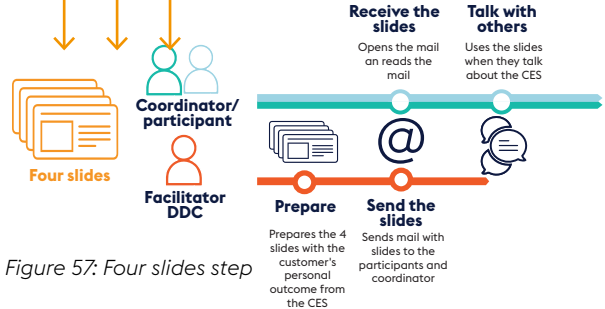 Receive the
slides
Opens the mail
an reads the
mail
Talk with
others
Uses the slides
when they talk
about the CES
Coordinator/
participant
Four slides
Facilitator
DDC
@
Prepare
Prepares the 4
slides with the
customer's
personal
outcome from
the CES
Send the
slides
Sends mail with
slides to the
participants and
coordinator
Figure 57: Four slides step